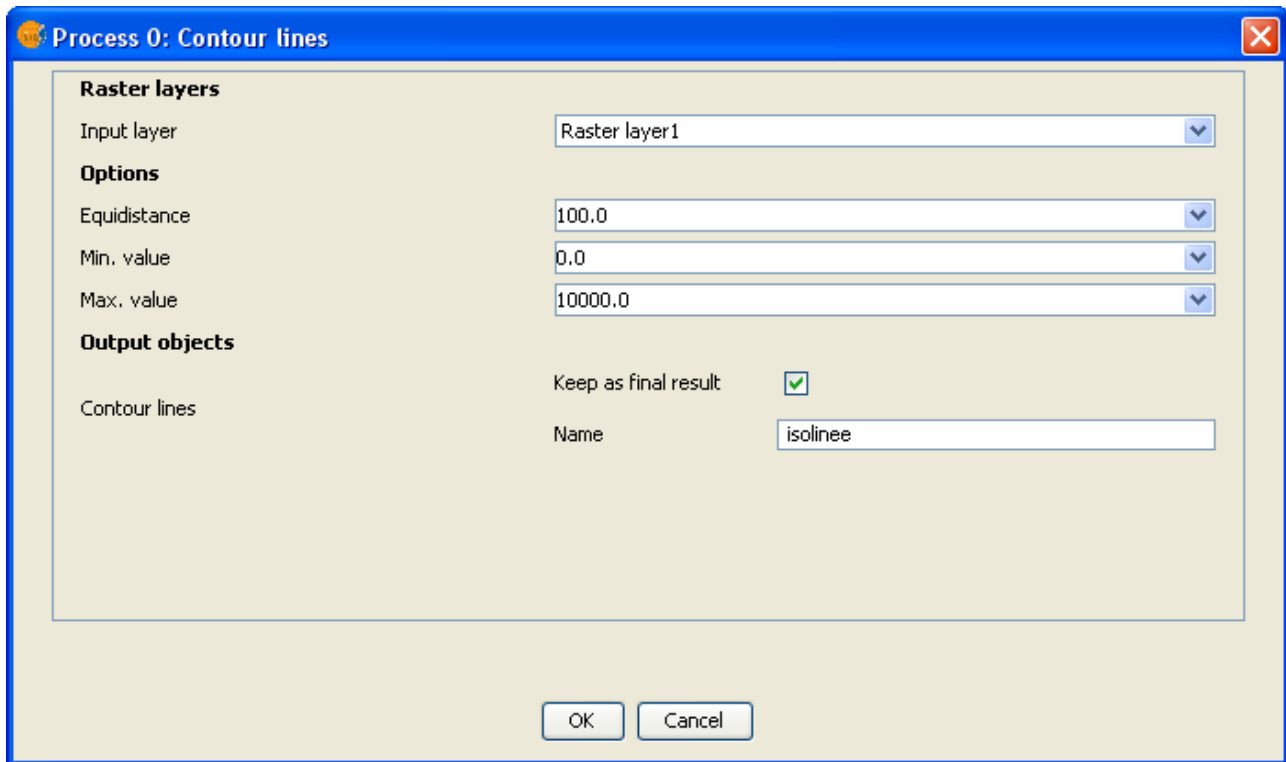 Process 0: Contour lines
Raster layers
Input layer Raster layer1
Options
Equidistance 100.0
Min. value 0.0
Max. value 10000.0
Output objects
Contour lines
Keep as final result
Name isolinee
OK Cancel